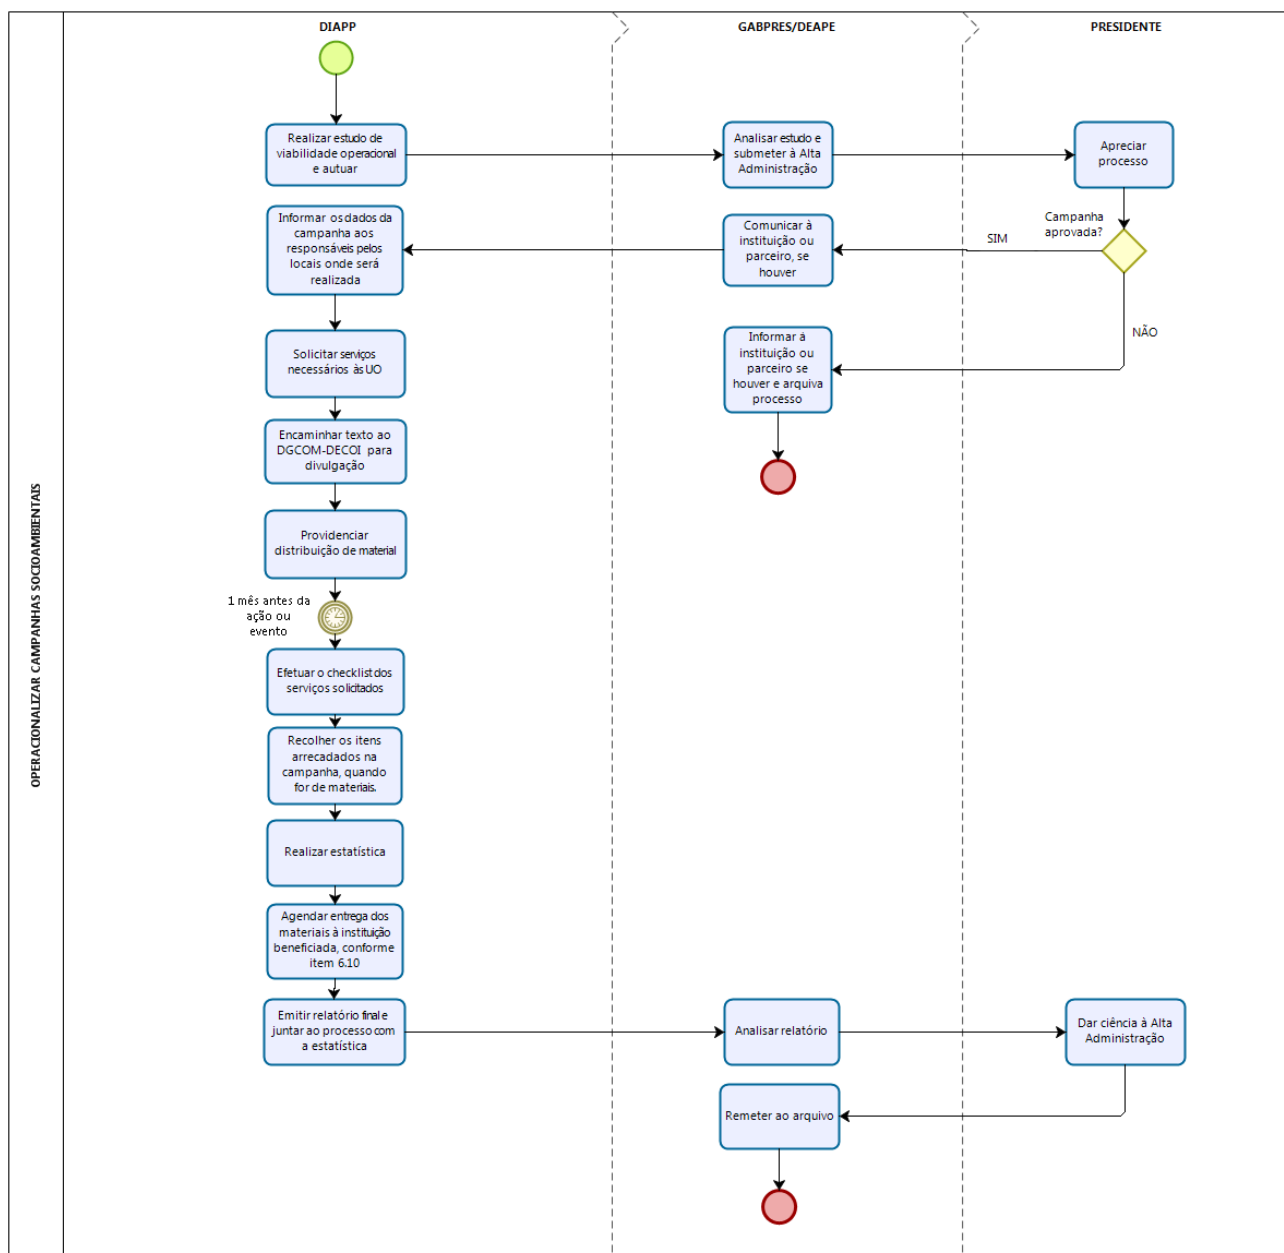 OPERACIONALIZAR CAMPANHAS SOCIOAMBIENTAIS
DIAPP
GABPRES/DEAPE
PRESIDENTE
Realizar estudo de
viabilidade operacional
e autuar
Analisar estudo e
submeter à Alta
Administração
Apreciar
processo
Campanha
aprovada?
SIM
NÃO
Comunicar à
instituição ou
parceiro, se
houver
Informar os dados da
campanha aos
responsáveis pelos
locais onde será
realizada
Informar à
instituição ou
parceiro se
houver e arquiva
processo
Solicitar serviços
necessários às UO
Encaminhar texto ao
DGCOM-DECOI para
divulgação
Providenciar
distribuição de material
1 mês antes da
ação ou
evento
Efetuar o checklist dos
serviços solicitados
Recolher os itens
arrecadados na
campanha, quando
for de materiais.
Realizar estatística
Agendar entrega dos
materiais à instituição
beneficiada, conforme
item 6.10
Emitir relatório final e
juntar ao processo com
a estatística
Analisar relatório
Dar ciência à Alta
Administração
Remeter ao arquivo